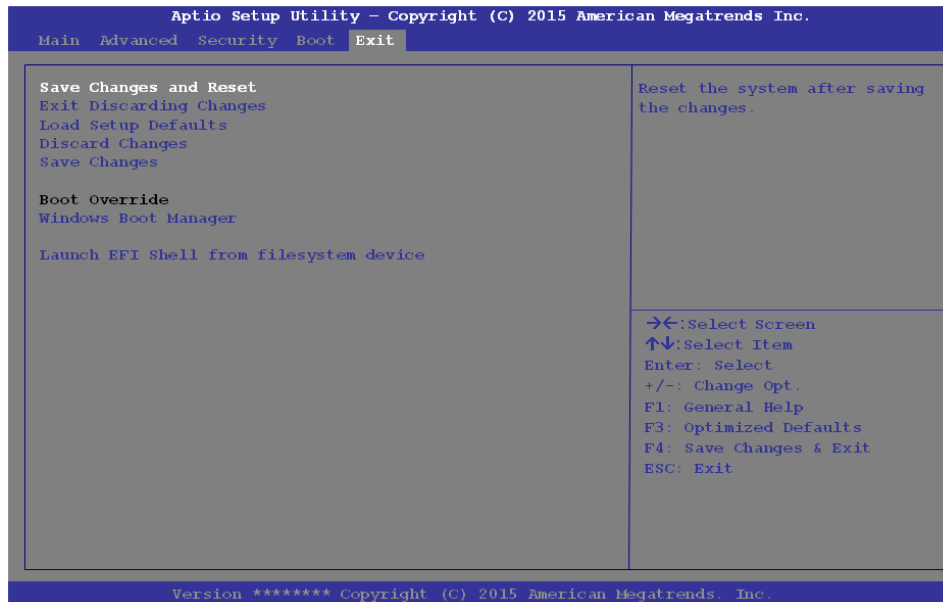 Aptio Setup Utility – Copyright (C) 2015 American Megatrends Inc.
Main Advanced Security Boot Exit
Save Changes and Reset
Exit Discarding Changes
Load Setup Defaults
Discard Changes
Save Changes
Boot Override
Windows Boot Manager
Launch EFI Shell from filesystem device
Reset the system after saving
the changes.
→←:Select Screen
↑↓:Select Item
Enter: Select
+/-: Change Opt.
F1: General Help
F3: Optimized Defaults
F4: Save Changes & Exit
ESC: Exit
Version ******** Copyright (C) 2015 American Megatrends. Inc.